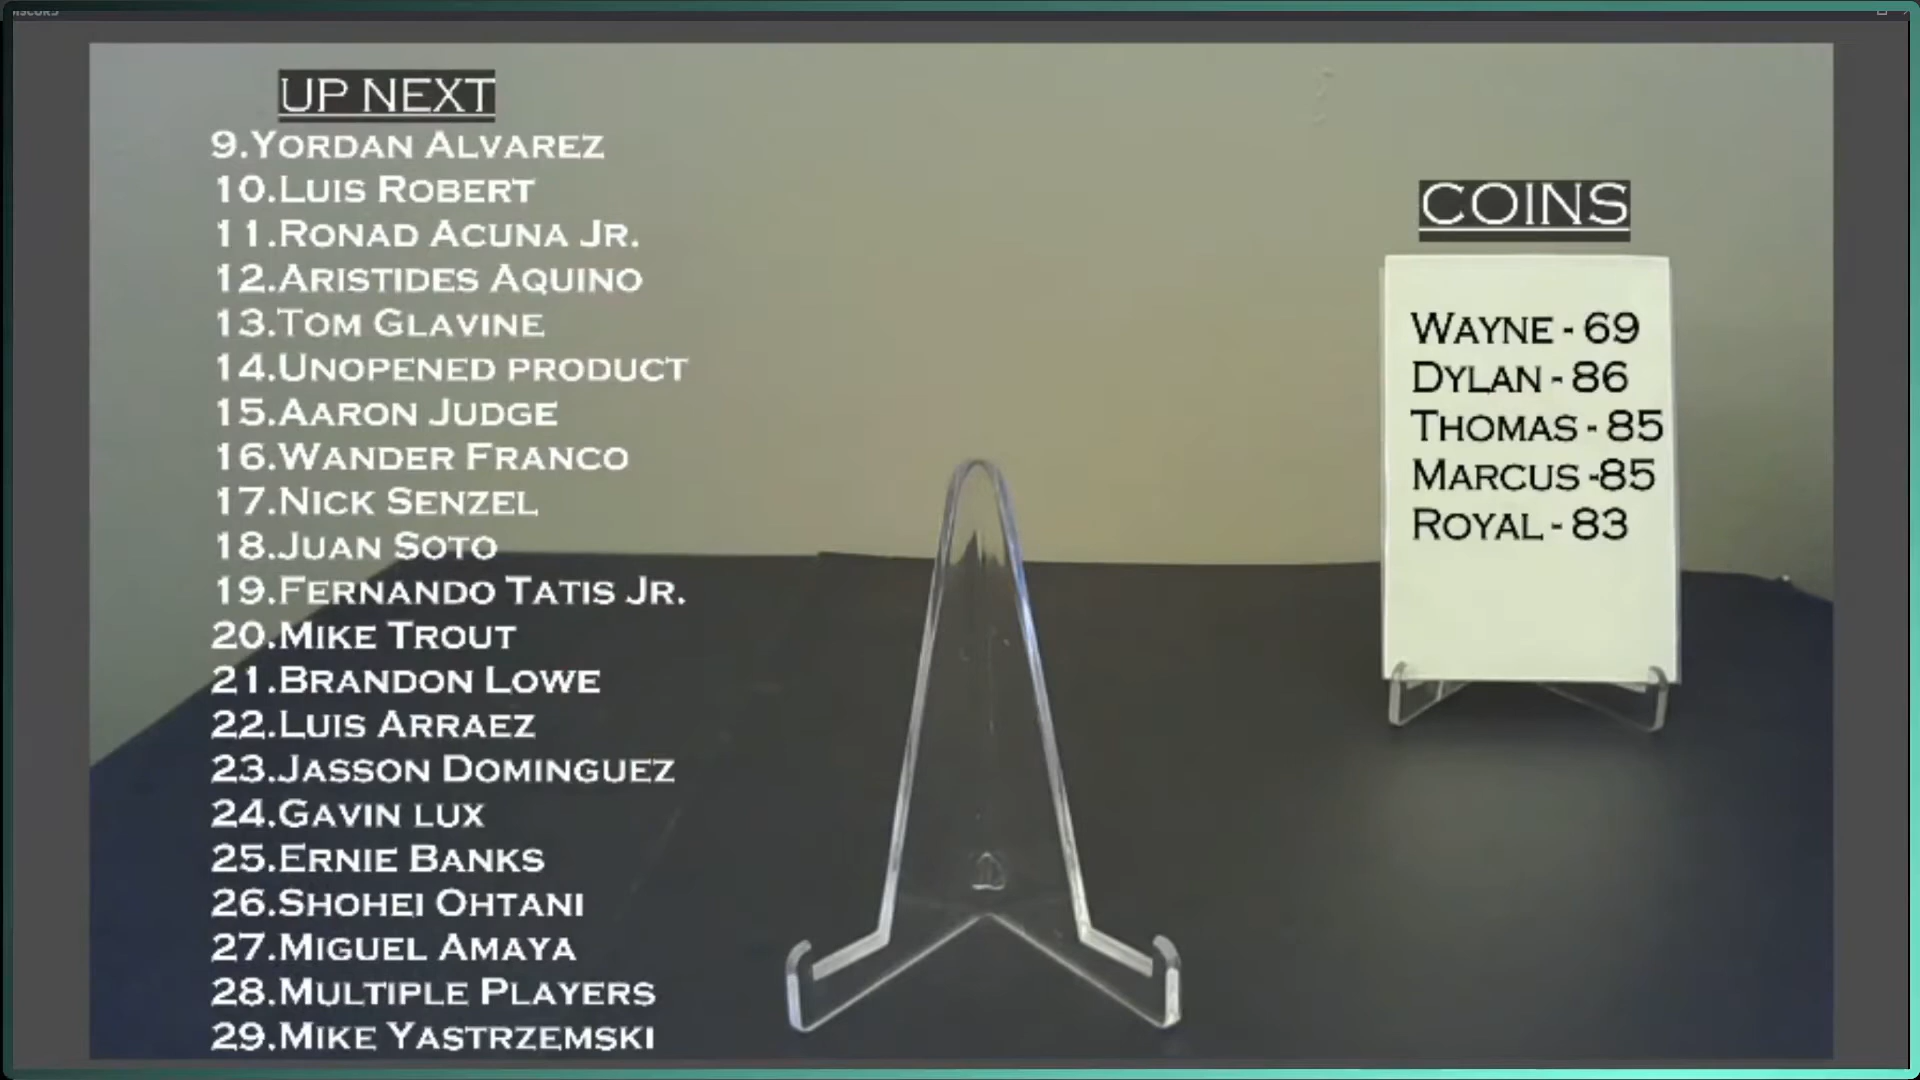 UP NEXT
9.YORDAN ALVAREZ
10.LUIS ROBERT
11.RONAD ACUNA JR.
12.ARISTIDES AQUINO
13.TOM GLAVINE
14.UNOPENED PRODUCT
15.AARON JUDGE
16.WANDER FRANCO
17.NICK SENZEL
18.JUAN SOTO
19.FERNANDO TATIS JR.
20.MIKE TROUT
21.BRANDON LOWE
22.LUIS ARRAEZ
23.JASSON DOMINGUEZ
24.GAVIN LUX
25.ERNIE BANKS
26.SHOHEI OHTANI
27.MIGUEL AMAYA
28.MULTIPLE PLAYERS
29.MIKE YASTRZEMSKI
COINS
WAYNE - 69
DYLAN - 86
THOMAS - 85
MARCUS -85
ROYAL - 83